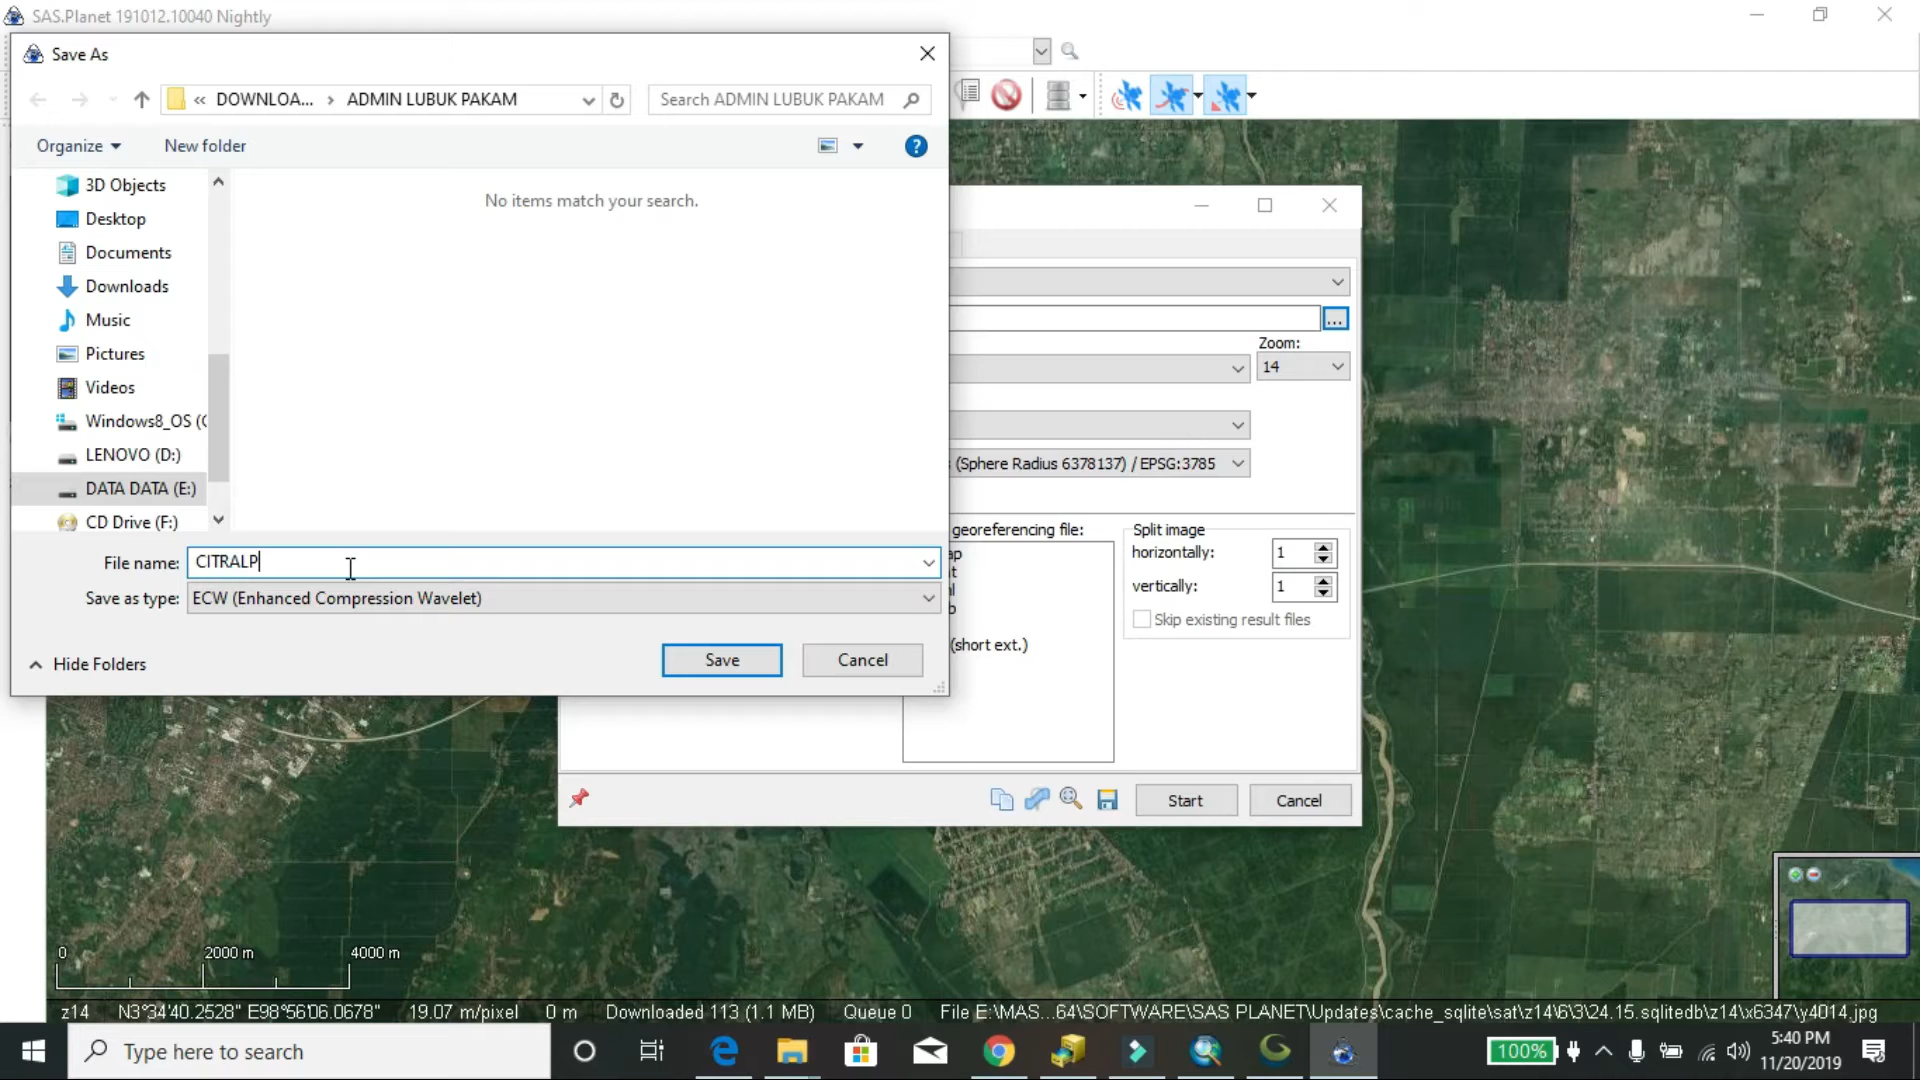 SAS.Planet 191012.10040 Nightly
Save As
« DOWNLOA... › ADMIN LUBUK PAKAM
Search ADMIN LUBUK PAKAM
Organize
New folder
?
3D Objects
Desktop
Documents
Downloads
Music
Pictures
Videos
Windows8_OS (C
LENOVO (D:)
DATA DATA (E:)
CD Drive (F:)
No items match your search.
File name: CITRALP
Save as type: ECW (Enhanced Compression Wavelet)
Hide Folders
Save
Cancel
...
Zoom:
14
(Sphere Radius 6378137) / EPSG:3785
georeferencing file:
(short ext.)
Split image
horizontally: 1
vertically: 1
Skip existing result files
Start
Cancel
0 2000 m 4000 m
z14 N3°34'40.2528" E98°56'06.0678" 19.07 m/pixel 0 m Downloaded 113 (1.1 MB) Queue 0 File E:\MAS...64\SOFTWARE\SAS PLANET\Updates\cache_sqlite\sat\z14\6\3\24.15.sqlitedb\z14\x6347\y4014.jpg
Type here to search
100%
5:40 PM
11/20/2019